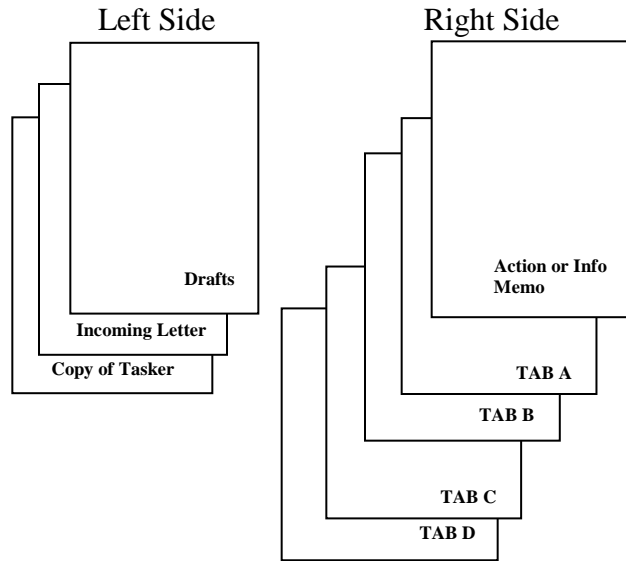 Left Side
Drafts
Incoming Letter
Copy of Tasker
Right Side
Action or Info
Memo
TAB A
TAB B
TAB C
TAB D